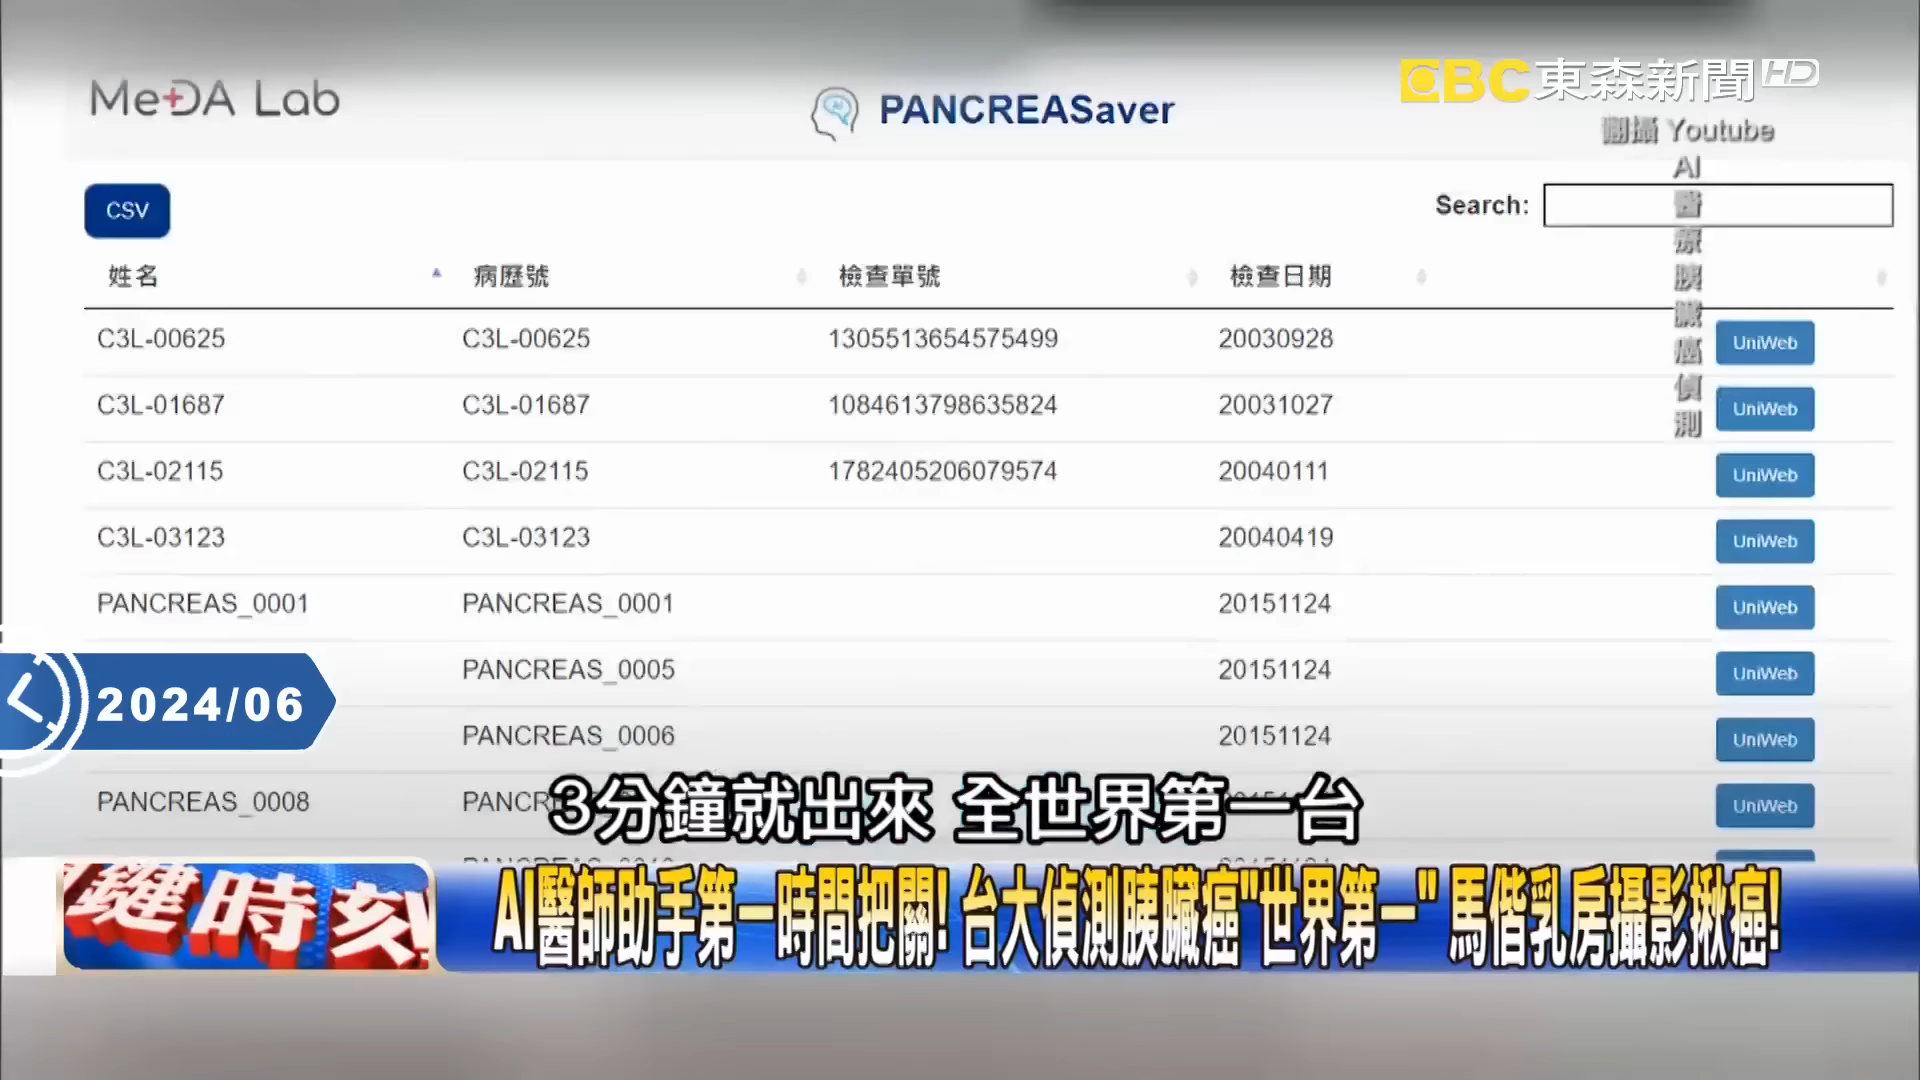 MeDA Lab
PANCREASaver
EBC東森新聞HD
翻攝 Youtube
AI醫療胰臟癌偵測
CSV
Search:
姓名 病歷號 檢查單號 檢查日期
C3L-00625 C3L-00625 1305513654575499 20030928 UniWeb
C3L-01687 C3L-01687 1084613798635824 20031027 UniWeb
C3L-02115 C3L-02115 1782405206079574 20040111 UniWeb
C3L-03123 C3L-03123 20040419 UniWeb
PANCREAS_0001 PANCREAS_0001 20151124 UniWeb
PANCREAS_0005 20151124 UniWeb
2024/06
PANCREAS_0006 20151124 UniWeb
PANCREAS_0008 UniWeb
3分鐘就出來 全世界第一台
鍵時刻
AI醫師助手第一時間把關! 台大偵測胰臟癌"世界第一" 馬偕乳房攝影揪癌!